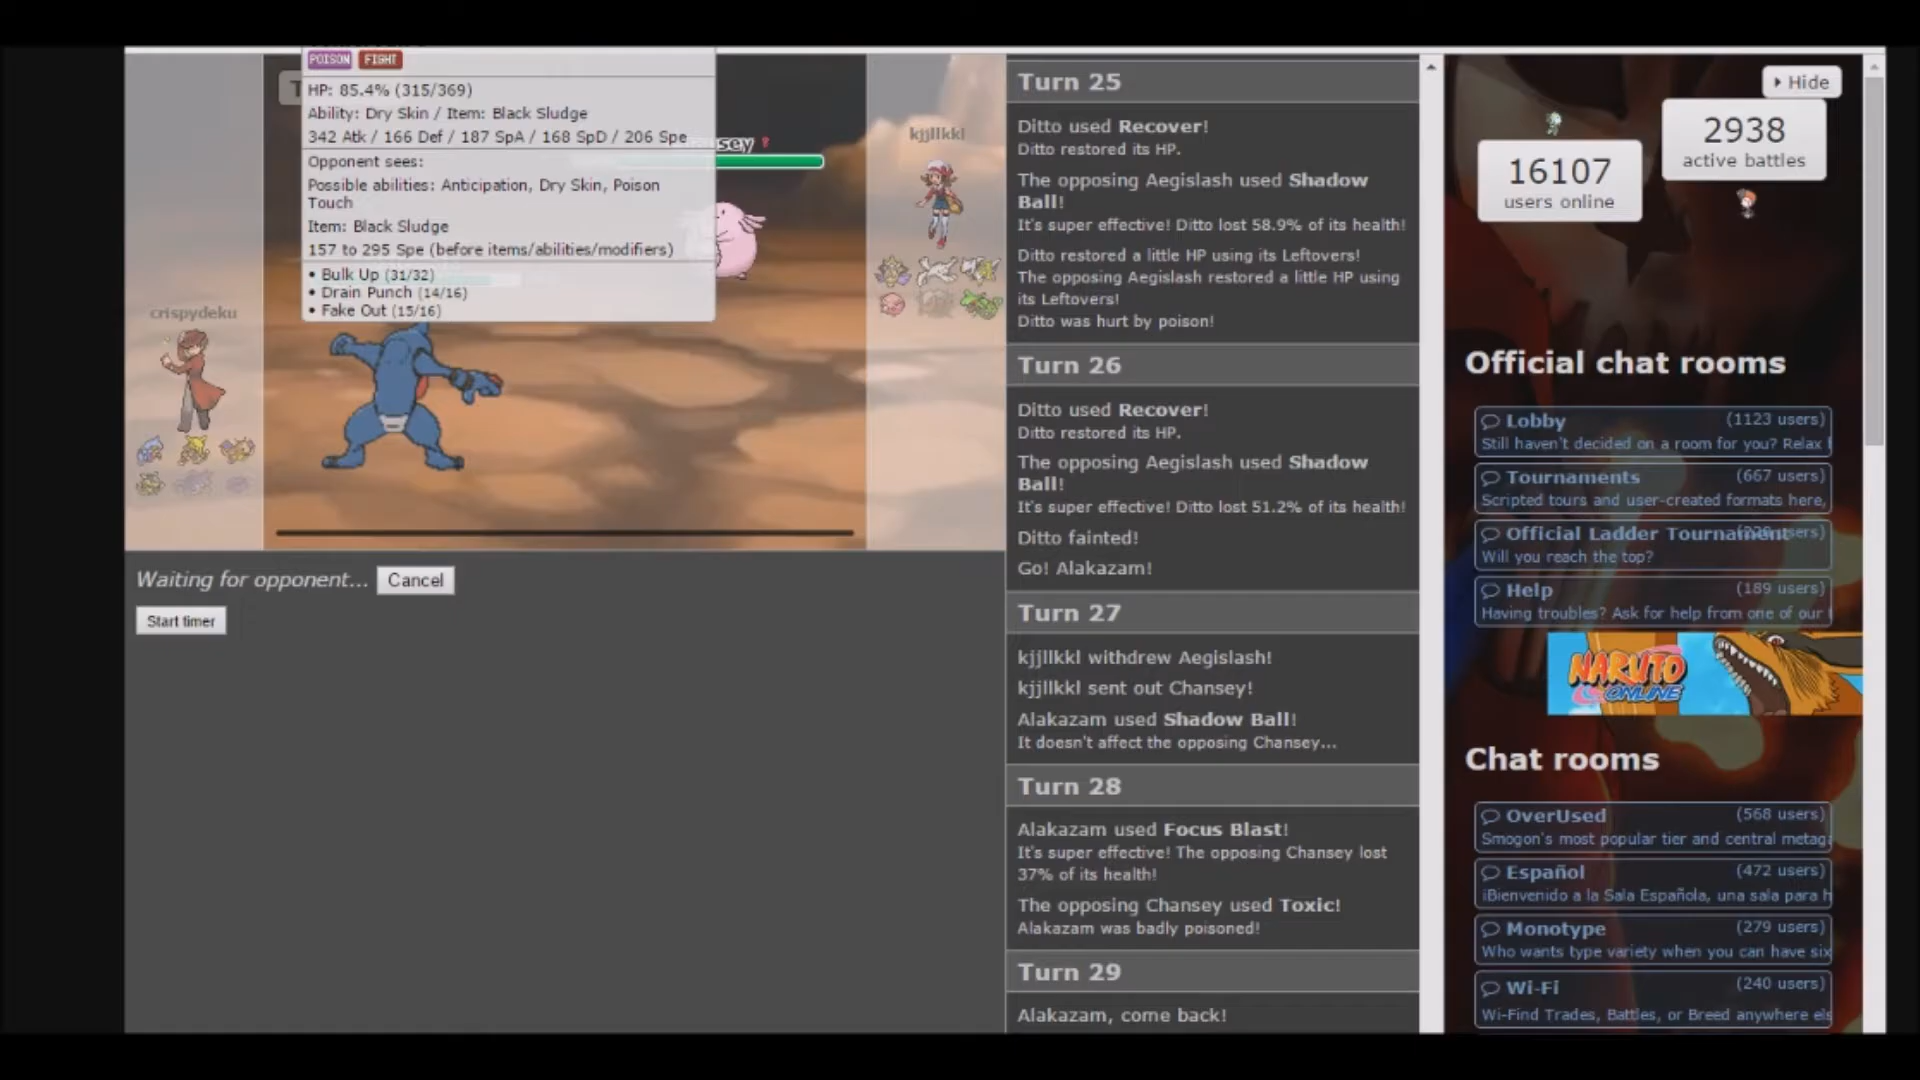 POISON FIGHT
HP: 85.4% (315/369)
Ability: Dry Skin / Item: Black Sludge
342 Atk / 166 Def / 187 SpA / 168 SpD / 206 Spe
Opponent sees:
Possible abilities: Anticipation, Dry Skin, Poison
Touch
Item: Black Sludge
157 to 295 Spe (before items/abilities/modifiers)
• Bulk Up (31/32)
• Drain Punch (14/16)
• Fake Out (15/16)
T
sey
kjjllkkl
crispydeku
Waiting for opponent... Cancel
Start timer
Turn 25
Ditto used Recover!
Ditto restored its HP.
The opposing Aegislash used Shadow
Ball!
It's super effective! Ditto lost 58.9% of its health!
Ditto restored a little HP using its Leftovers!
The opposing Aegislash restored a little HP using
its Leftovers!
Ditto was hurt by poison!
Turn 26
Ditto used Recover!
Ditto restored its HP.
The opposing Aegislash used Shadow
Ball!
It's super effective! Ditto lost 51.2% of its health!
Ditto fainted!
Go! Alakazam!
Turn 27
kjjllkkl withdrew Aegislash!
kjjllkkl sent out Chansey!
Alakazam used Shadow Ball!
It doesn't affect the opposing Chansey...
Turn 28
Alakazam used Focus Blast!
It's super effective! The opposing Chansey lost
37% of its health!
The opposing Chansey used Toxic!
Alakazam was badly poisoned!
Turn 29
Alakazam, come back!
Hide
16107
users online
2938
active battles
Official chat rooms
Lobby (1123 users)
Still haven't decided on a room for you? Relax
Tournaments (667 users)
Scripted tours and user-created formats here,
Official Ladder Tournament
Will you reach the top?
Help (189 users)
Having troubles? Ask for help from one of our
NARUTO
ONLINE
Chat rooms
OverUsed (568 users)
Smogon's most popular tier and central metaga
Español (472 users)
¡Bienvenido a la Sala Española, una sala para h
Monotype (279 users)
Who wants type variety when you can have six
Wi-Fi (240 users)
Wi-Find Trades, Battles, or Breed anywhere els